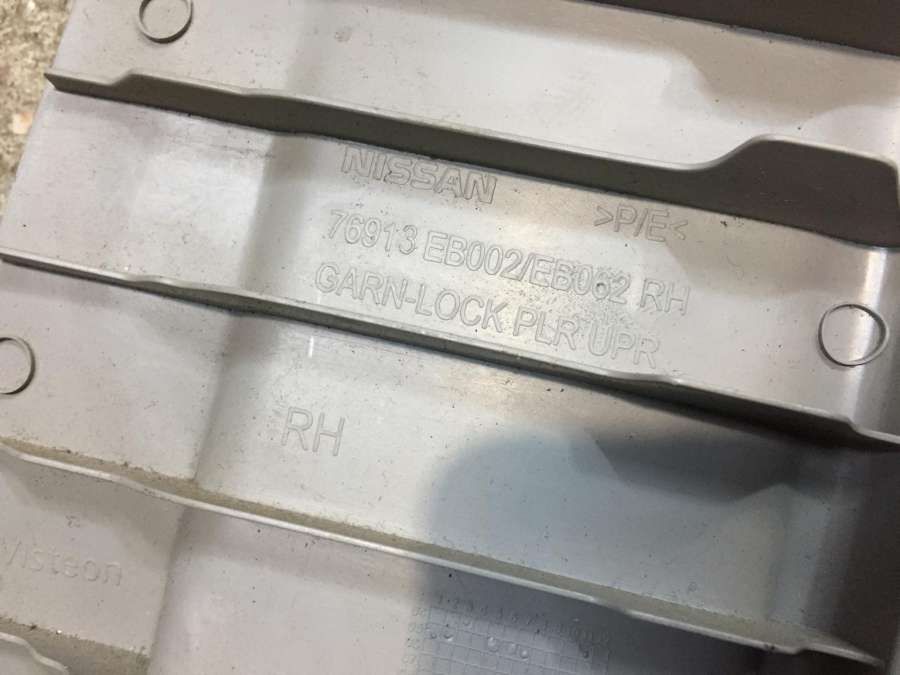 NISSAN
>P/E<
76913 EB002/EB062 RH
GARN-LOCK PLR UPR
RH
Visteon